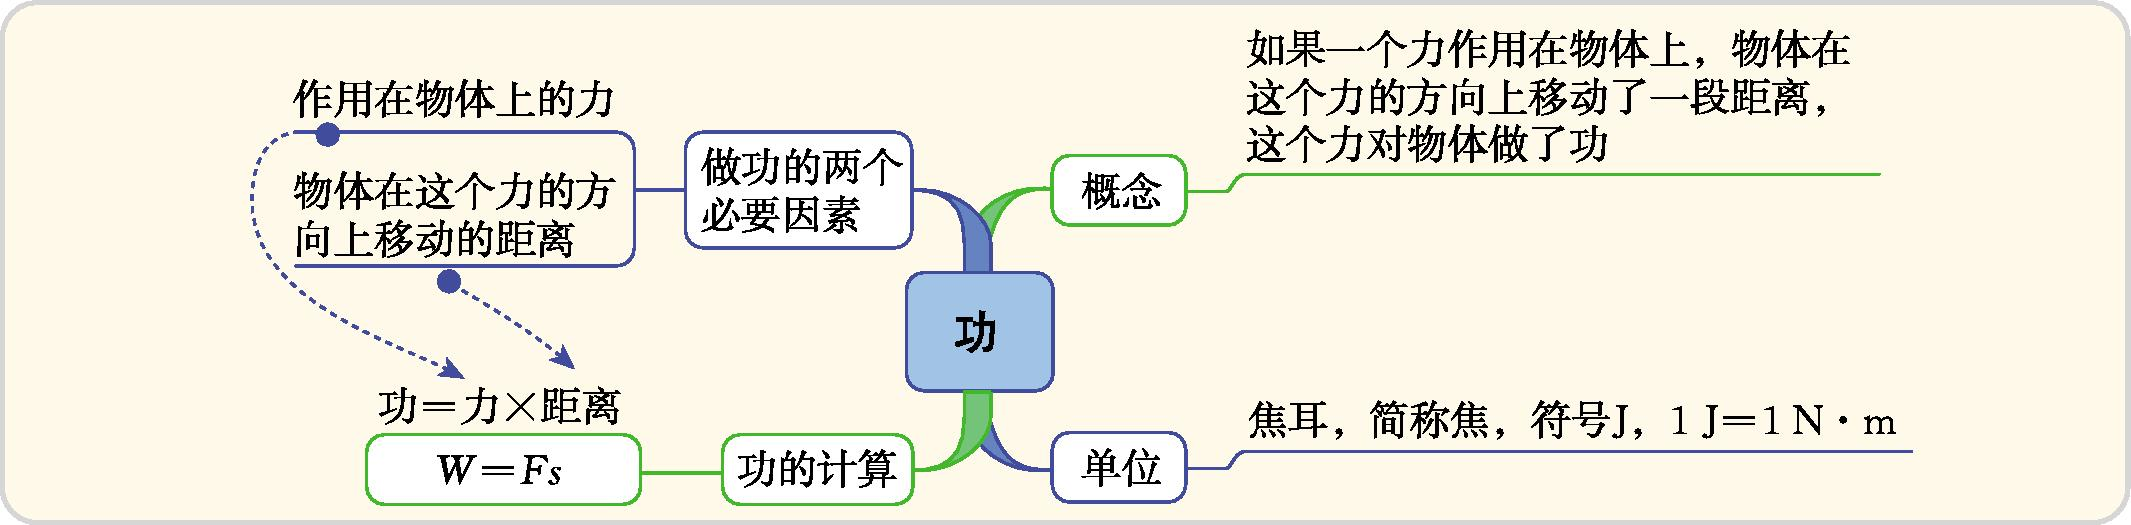 作用在物体上的力
物体在这个力的方
向上移动的距离
做功的两个
必要因素
概念
如果一个力作用在物体上，物体在
这个力的方向上移动了一段距离，
这个力对物体做了功
功
功＝力×距离
W＝Fs
功的计算
单位
焦耳，简称焦，符号J，1 J＝1 N·m